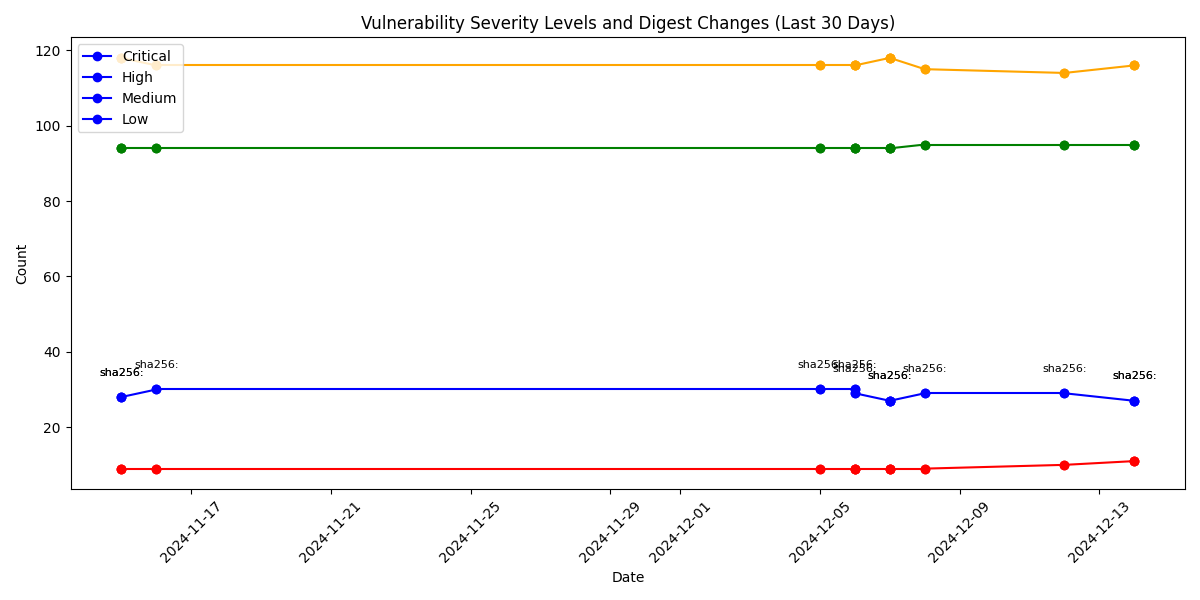 Vulnerability Severity Levels and Digest Changes (Last 30 Days)
Critical
High
Medium
Low
Count
120
100
80
60
40
20
sha256:
sha256:
sha256:
sha256:
sha256:
sha256:
sha256:
sha256:
sha256:
2024-11-17
2024-11-21
2024-11-25
2024-11-29
2024-12-01
2024-12-05
2024-12-09
2024-12-13
Date